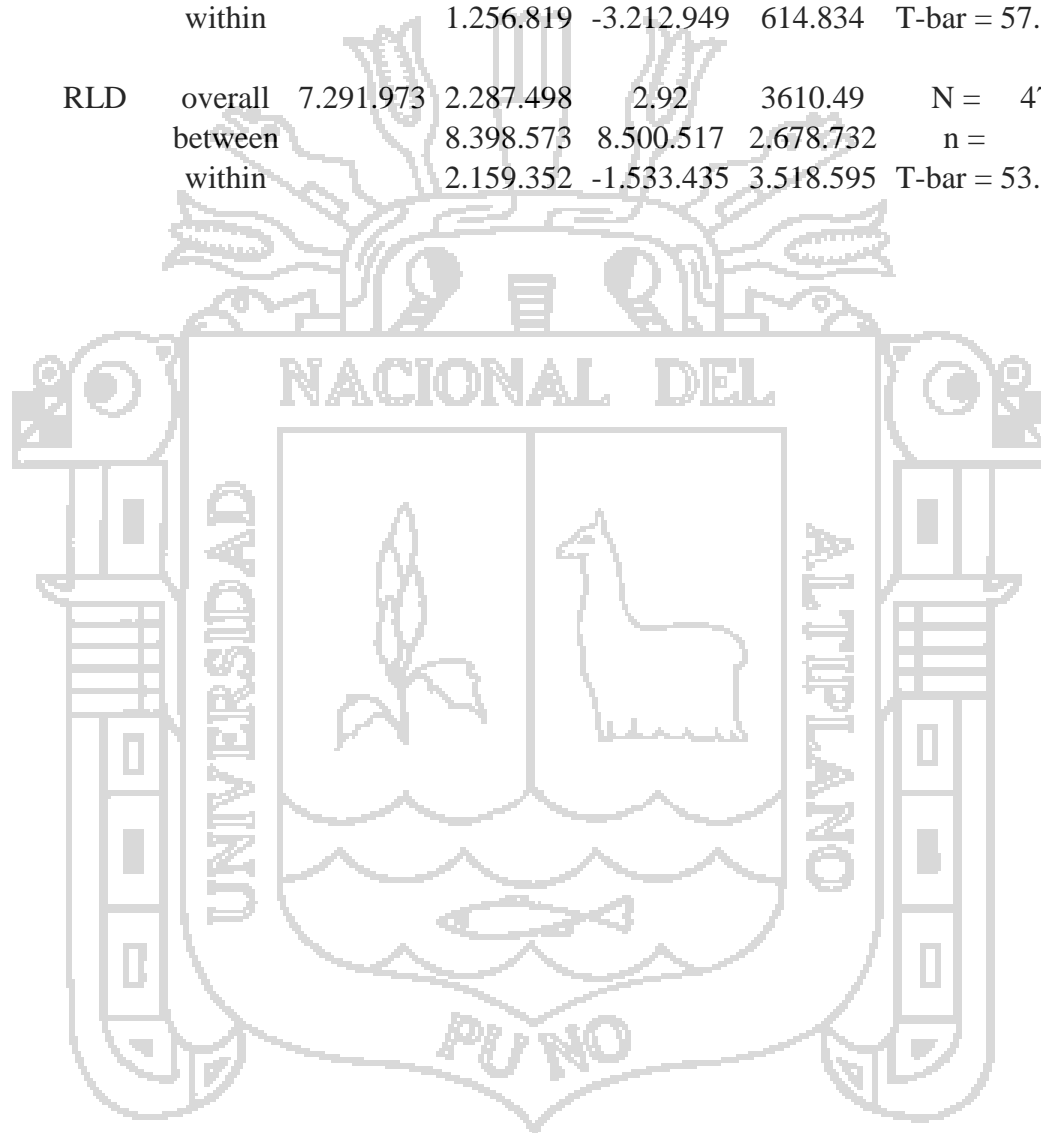 within 1.256.819 -3.212.949 614.834 T-bar = 57.
RLD overall 7.291.973 2.287.498 2.92 3610.49 N =
between 8.398.573 8.500.517 2.678.732 n =
within 2.159.352 -1.533.435 3.518.595 T-bar = 53.
NACIONAL DEL
UNIVERSIDAD
ALTIPLANO
PUNO